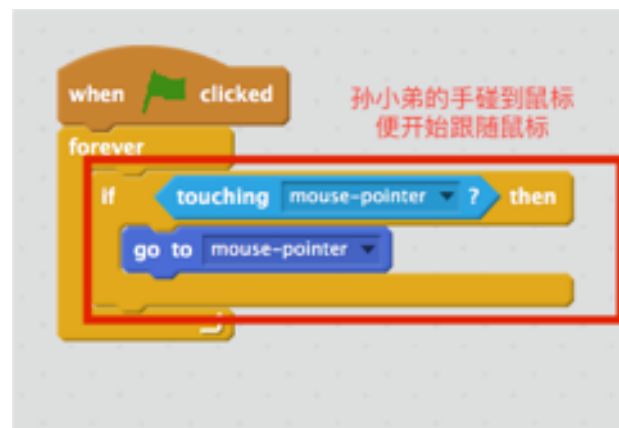 when clicked
孙小弟的手碰到鼠标
便开始跟随鼠标
forever
if touching mouse-pointer ? then
go to mouse-pointer